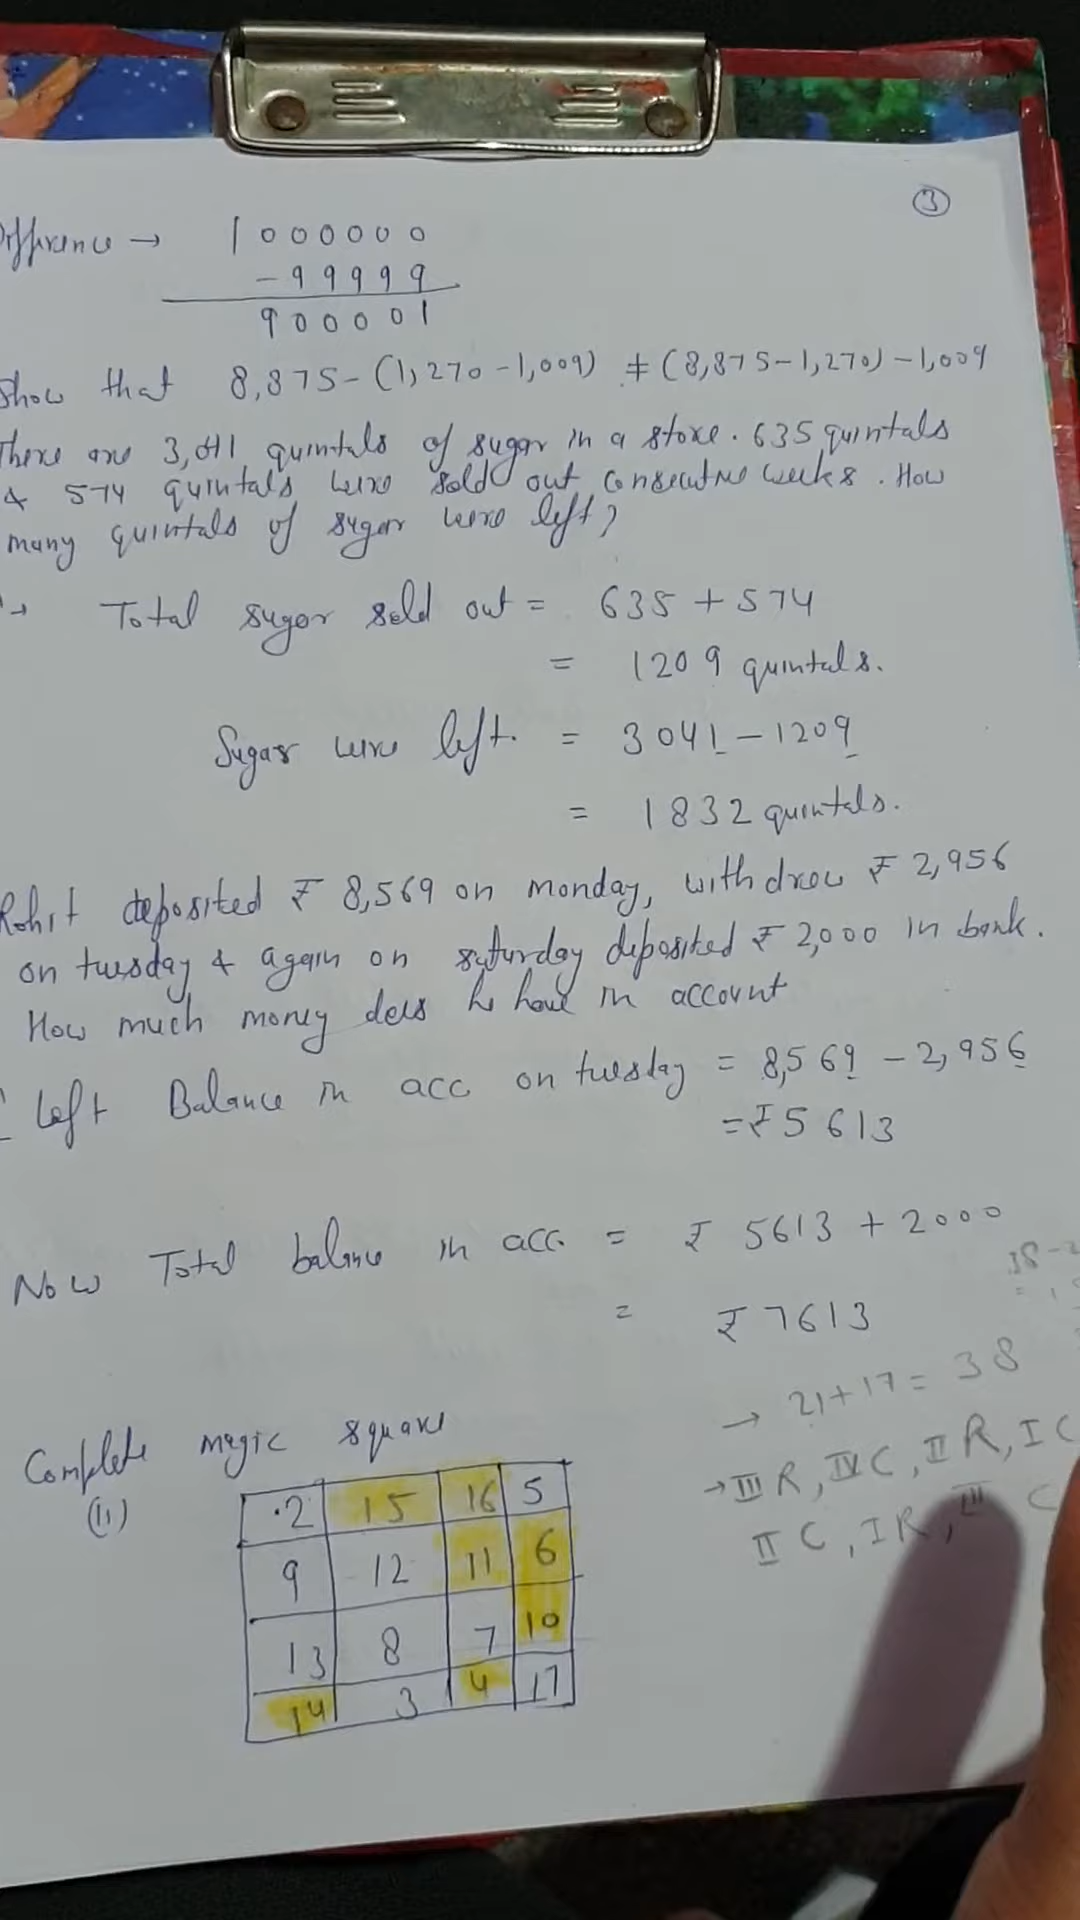 ③
Difference → 1000000
- 99999
900001
Show that 8,875-(1,270-1,009) ≠ (8,875-1,270)-1,009
There are 3,041 quintals of sugar in a store. 635 quintals
& 574 quintals were sold out consecutive weeks. How
many quintals of sugar were left?
→ Total sugar sold out = 635 + 574
= 1209 quintals.
Sugar were left. = 3041 - 1209
= 1832 quintals.
Rohit deposited ₹ 8,569 on monday, withdrew ₹ 2,956
on tuesday & again on saturday deposited ₹ 2,000 in bank.
How much money does he have in account
Left Balance in acc on tuesday = 8,569 - 2,956
= ₹ 5613
Now Total balance in acc. = ₹ 5613 + 2000
= ₹ 7613
→ 21+17 = 38
Complete magic square
→ III R, IV C, II R, I C
(ii)
II C, I R, III C
2 15 16 5
9 12 11 6
13 8 7 10
14 3 4 17